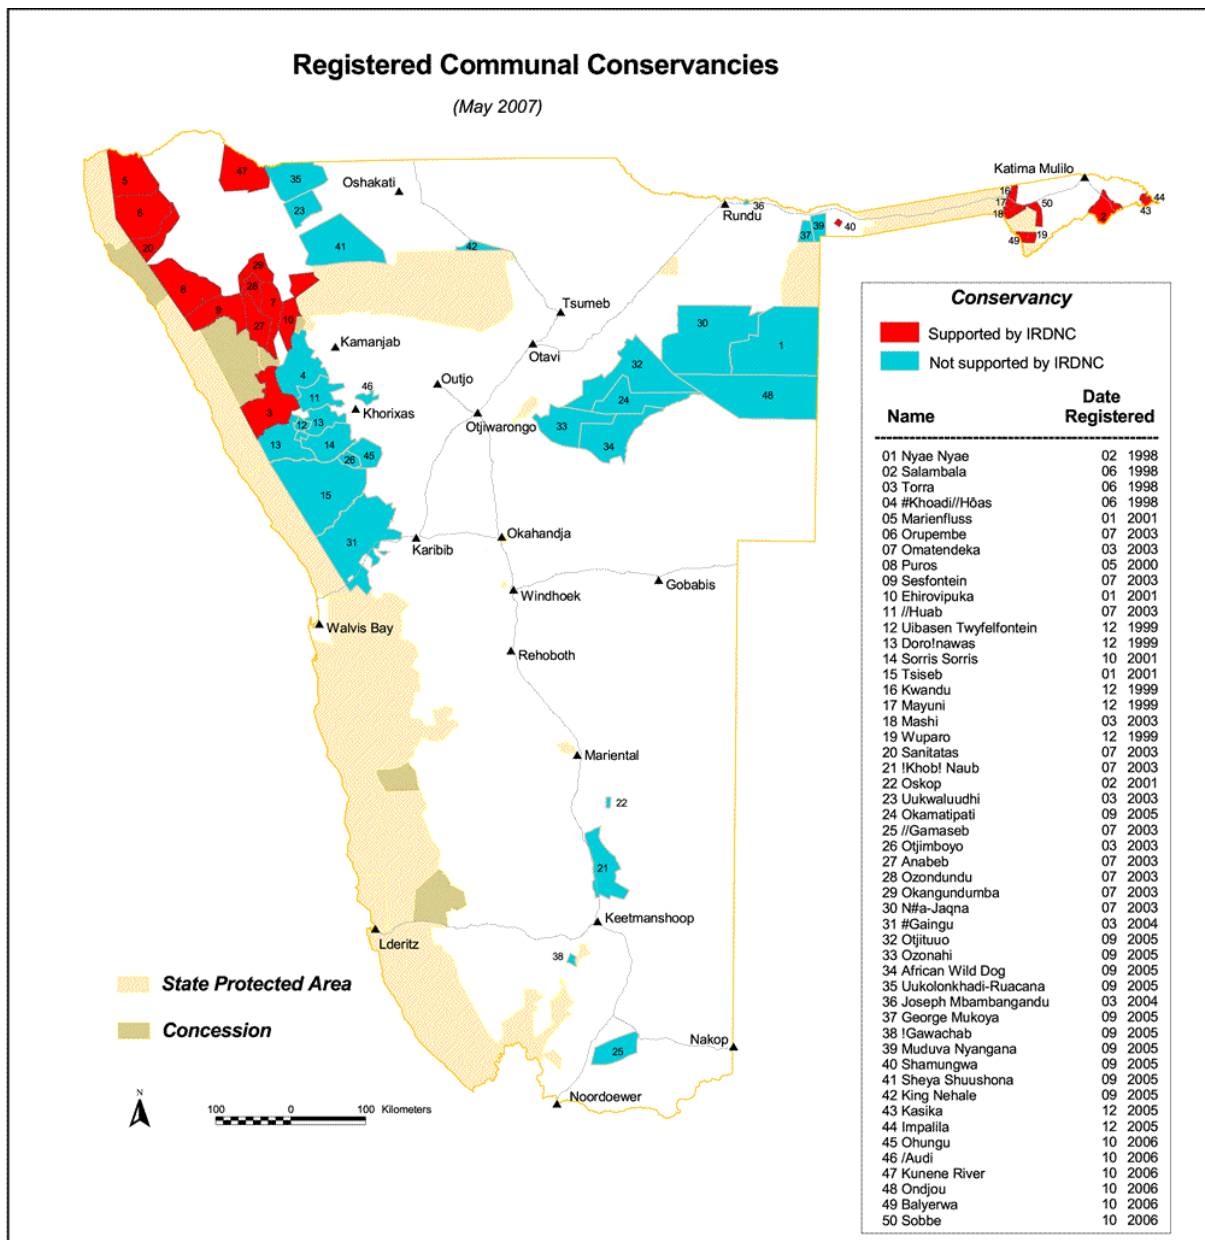 Registered Communal Conservancies
(May 2007)
Katima Mulilo
47
5
35
Oshakati
16
44
17
50
43
6
23
36
18
2
Rundu
39
40
20
41
42
37
49
19
29
8
28
7
Tsumeb
9
10
27
30
Kamanjab
Otavi
1
4
32
46
Outjo
11
24
48
3
Khorixas
Otjiwarongo
12
13
33
13
14
34
26
45
15
31
Karibib
Okahandja
Gobabis
Windhoek
Walvis Bay
Rehoboth
Mariental
22
21
Keetmanshoop
Lderitz
38
Nakop
25
Noordoewer
State Protected Area
Concession
N
100 0 100 Kilometers
Conservancy
Supported by IRDNC
Not supported by IRDNC
Name Date Registered
01 Nyae Nyae 02 1998
02 Salambala 06 1998
03 Torra 06 1998
04 #Khoadi//Hôas 06 1998
05 Marienfluss 01 2001
06 Orupembe 07 2003
07 Omatendeka 03 2003
08 Puros 05 2000
09 Sesfontein 07 2003
10 Ehirovipuka 01 2001
11 //Huab 07 2003
12 Uibasen Twyfelfontein 12 1999
13 Doro!nawas 12 1999
14 Sorris Sorris 10 2001
15 Tsiseb 01 2001
16 Kwandu 12 1999
17 Mayuni 12 1999
18 Mashi 03 2003
19 Wuparo 12 1999
20 Sanitatas 07 2003
21 !Khob! Naub 07 2003
22 Oskop 02 2001
23 Uukwaluudhi 03 2003
24 Okamatipati 09 2005
25 //Gamaseb 07 2003
26 Otjimboyo 03 2003
27 Anabeb 07 2003
28 Ozondundu 07 2003
29 Okangundumba 07 2003
30 N#a-Jaqna 07 2003
31 #Gaingu 03 2004
32 Otjituuo 09 2005
33 Ozonahi 09 2005
34 African Wild Dog 09 2005
35 Uukolonkhadi-Ruacana 09 2005
36 Joseph Mbambangandu 03 2004
37 George Mukoya 09 2005
38 !Gawachab 09 2005
39 Muduva Nyangana 09 2005
40 Shamungwa 09 2005
41 Sheya Shuushona 09 2005
42 King Nehale 09 2005
43 Kasika 12 2005
44 Impalila 12 2005
45 Ohungu 10 2006
46 /Audi 10 2006
47 Kunene River 10 2006
48 Ondjou 10 2006
49 Balyerwa 10 2006
50 Sobbe 10 2006